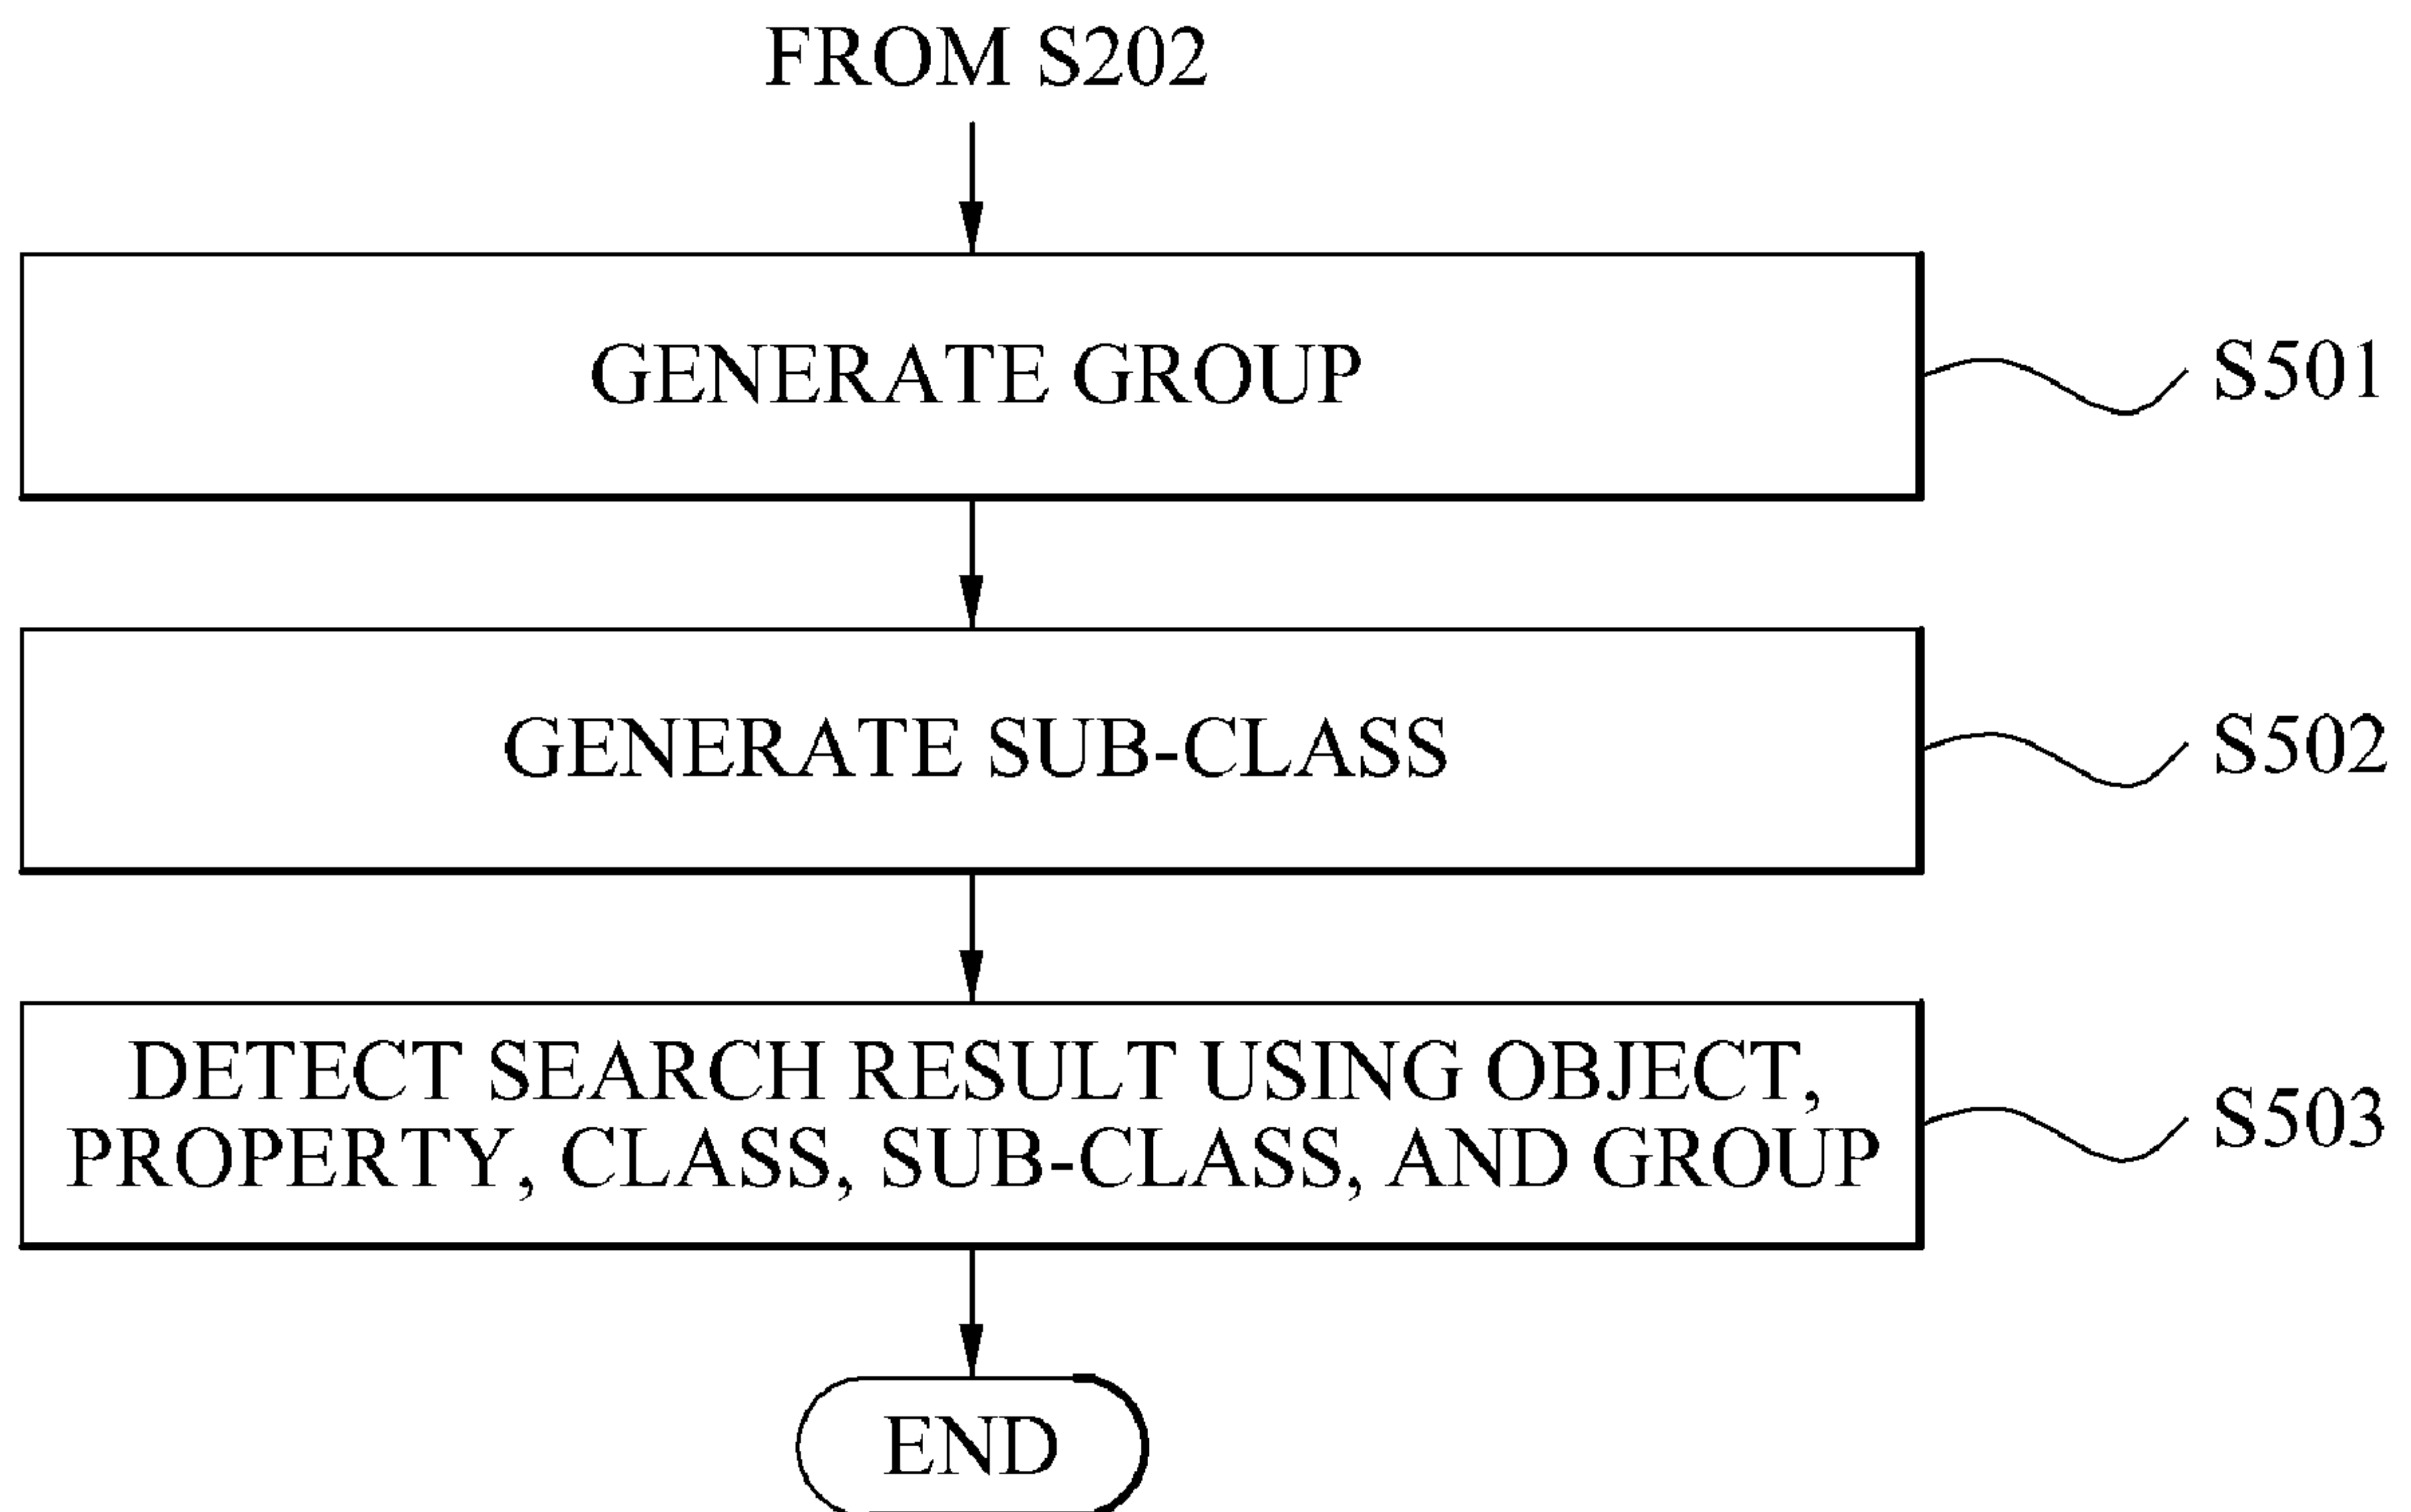 FROM S202
GENERATE GROUP
S501
GENERATE SUB-CLASS
S502
DETECT SEARCH RESULT USING OBJECT,
PROPERTY, CLASS, SUB-CLASS, AND GROUP
S503
END